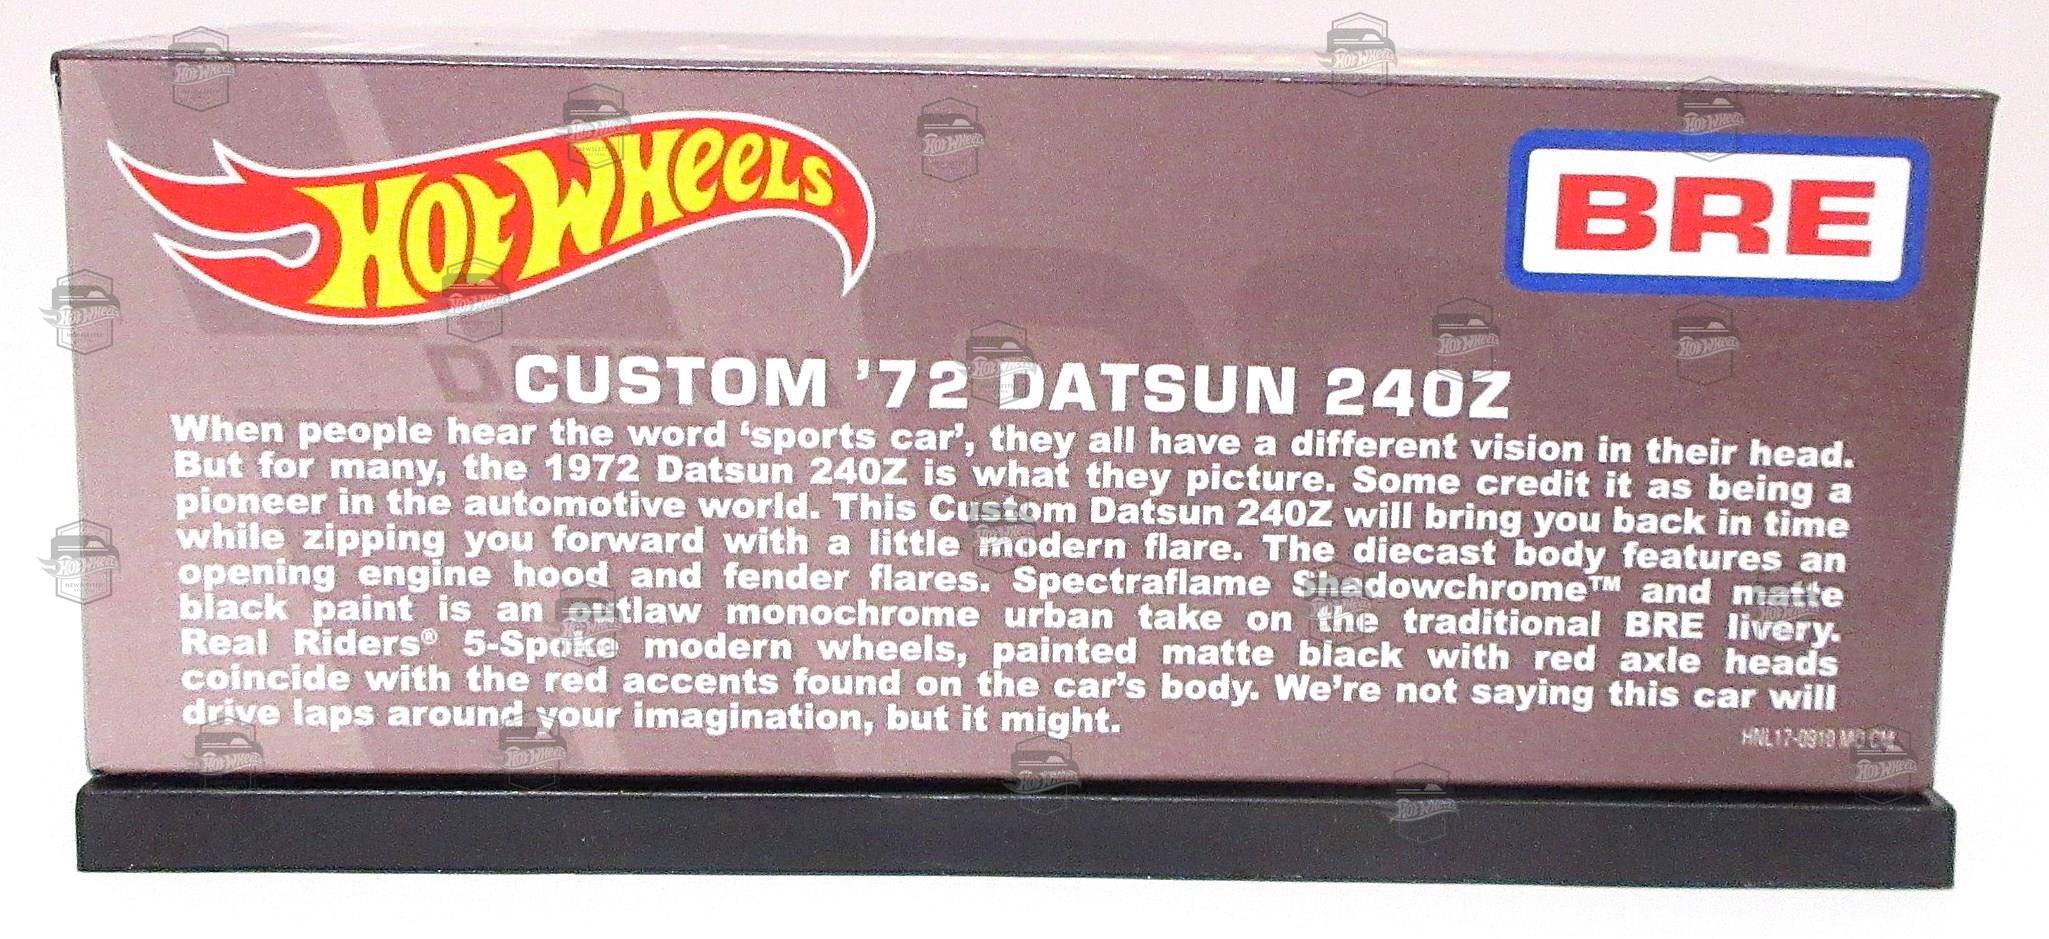 HOT WHEELS
BRE
CUSTOM '72 DATSUN 240Z
When people hear the word 'sports car', they all have a different vision in their head.
But for many, the 1972 Datsun 240Z is what they picture. Some credit it as being a
pioneer in the automotive world. This Custom Datsun 240Z will bring you back in time
while zipping you forward with a little modern flare. The diecast body features an
opening engine hood and fender flares. Spectraflame Shadowchrome™ and matte
black paint is an outlaw monochrome urban take on the traditional BRE livery.
Real Riders® 5-Spoke modern wheels, painted matte black with red axle heads
coincide with the red accents found on the car's body. We're not saying this car will
drive laps around your imagination, but it might.